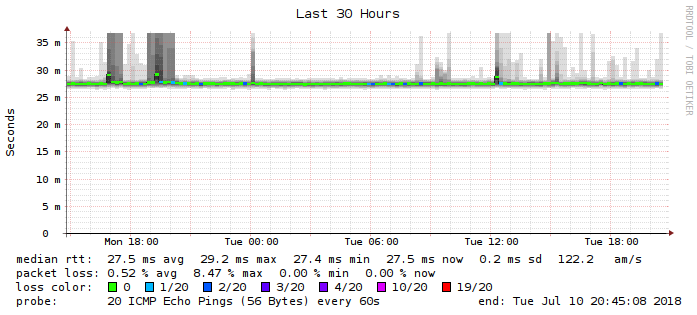 Last 30 Hours
RRDTOOL / TOBI OETIKER
Seconds
35 m
30 m
25 m
20 m
15 m
10 m
5 m
0
Mon 18:00 Tue 00:00 Tue 06:00 Tue 12:00 Tue 18:00
median rtt: 27.5 ms avg 29.2 ms max 27.4 ms min 27.5 ms now 0.2 ms sd 122.2 am/s
packet loss: 0.52 % avg 8.47 % max 0.00 % min 0.00 % now
loss color: 0 1/20 2/20 3/20 4/20 10/20 19/20
probe: 20 ICMP Echo Pings (56 Bytes) every 60s end: Tue Jul 10 20:45:08 2018